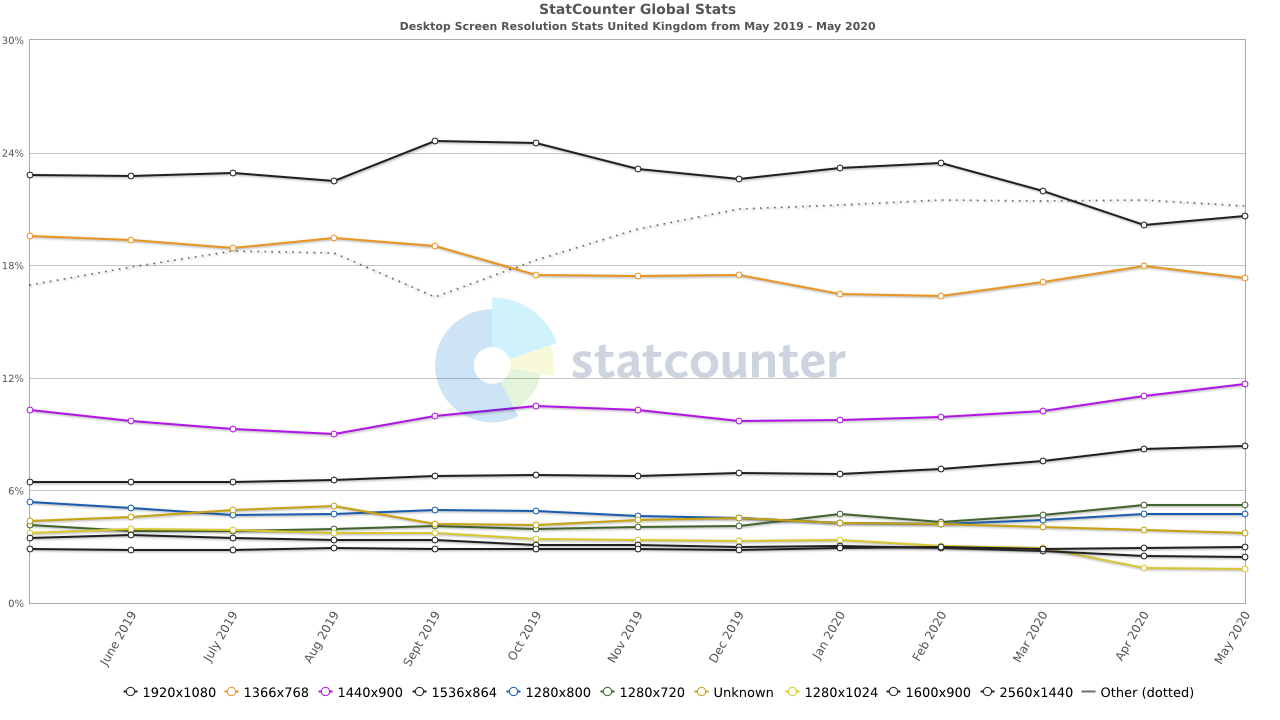 StatCounter Global Stats
Desktop Screen Resolution Stats United Kingdom from May 2019 - May 2020
30%
24%
18%
12%
6%
0%
statcounter
June 2019 July 2019 Aug 2019 Sept 2019 Oct 2019 Nov 2019 Dec 2019 Jan 2020 Feb 2020 Mar 2020 Apr 2020 May 2020
1920x1080 1366x768 1440x900 1536x864 1280x800 1280x720 Unknown 1280x1024 1600x900 2560x1440 Other (dotted)